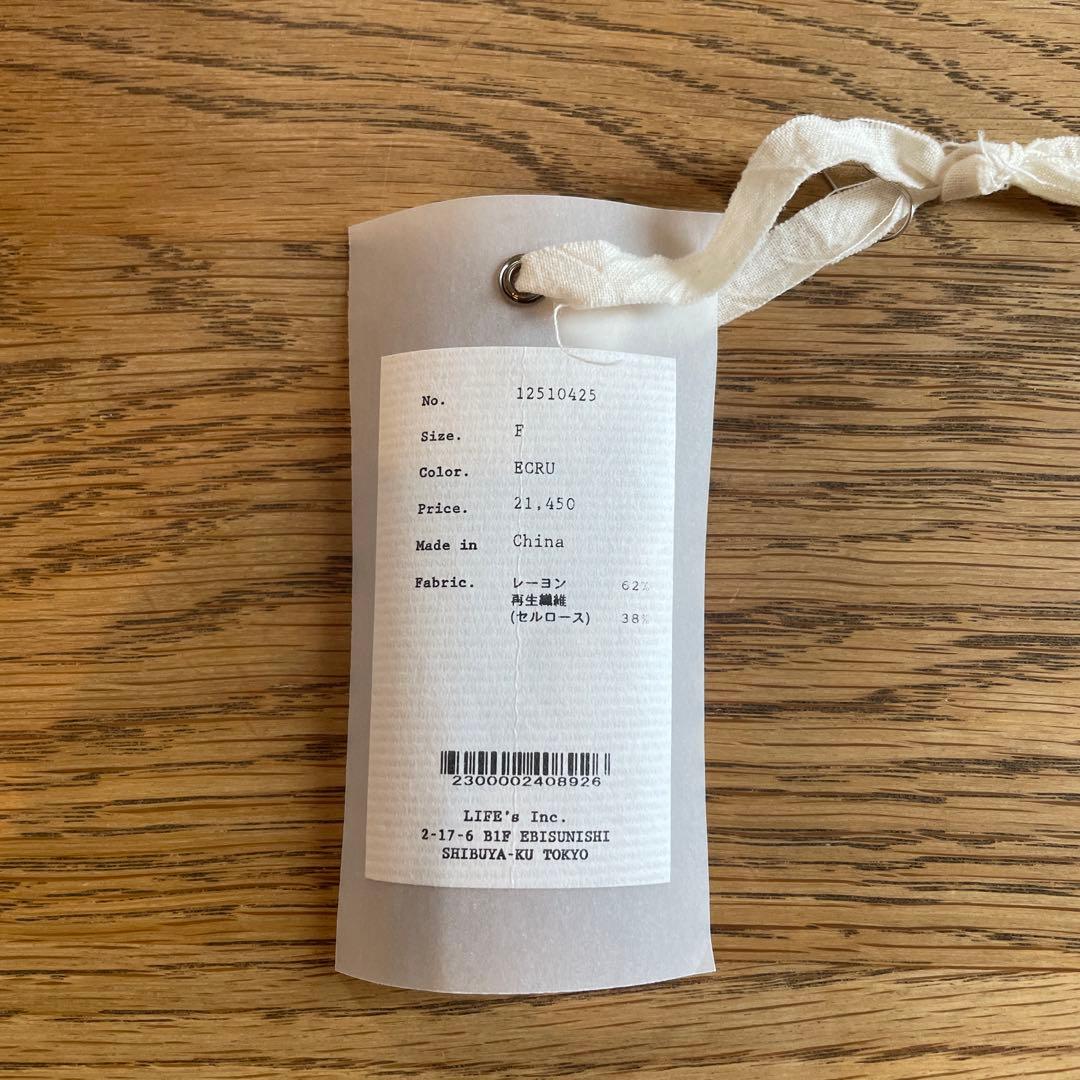 No. 12510425
Size. F
Color. ECRU
Price. 21,450
Made in China
Fabric. レーヨン 62%
再生繊維
(セルロース) 38%
2300002408926
LIFE's Inc.
2-17-6 B1F EBISUNISHI
SHIBUYA-KU TOKYO